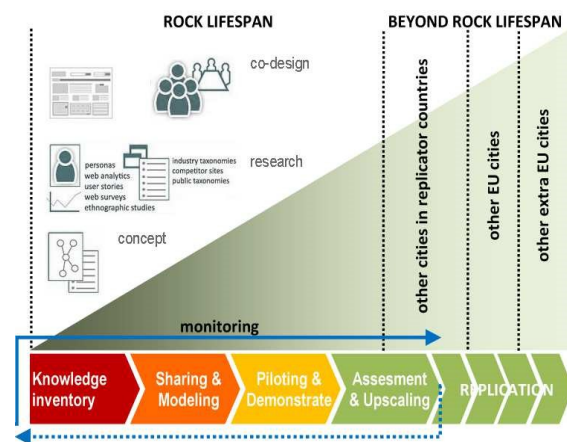 ROCK LIFESPAN
BEYOND ROCK LIFESPAN
co-design
research
personas
web analytics
user stories
web surveys
ethnographic studies
industry taxonomies
competitor sites
public taxonomies
concept
other cities in replicator countries
other EU cities
other extra EU cities
monitoring
Knowledge
inventory
Sharing &
Modeling
Piloting &
Demonstrate
Assesment
& Upscaling
REPLICATION